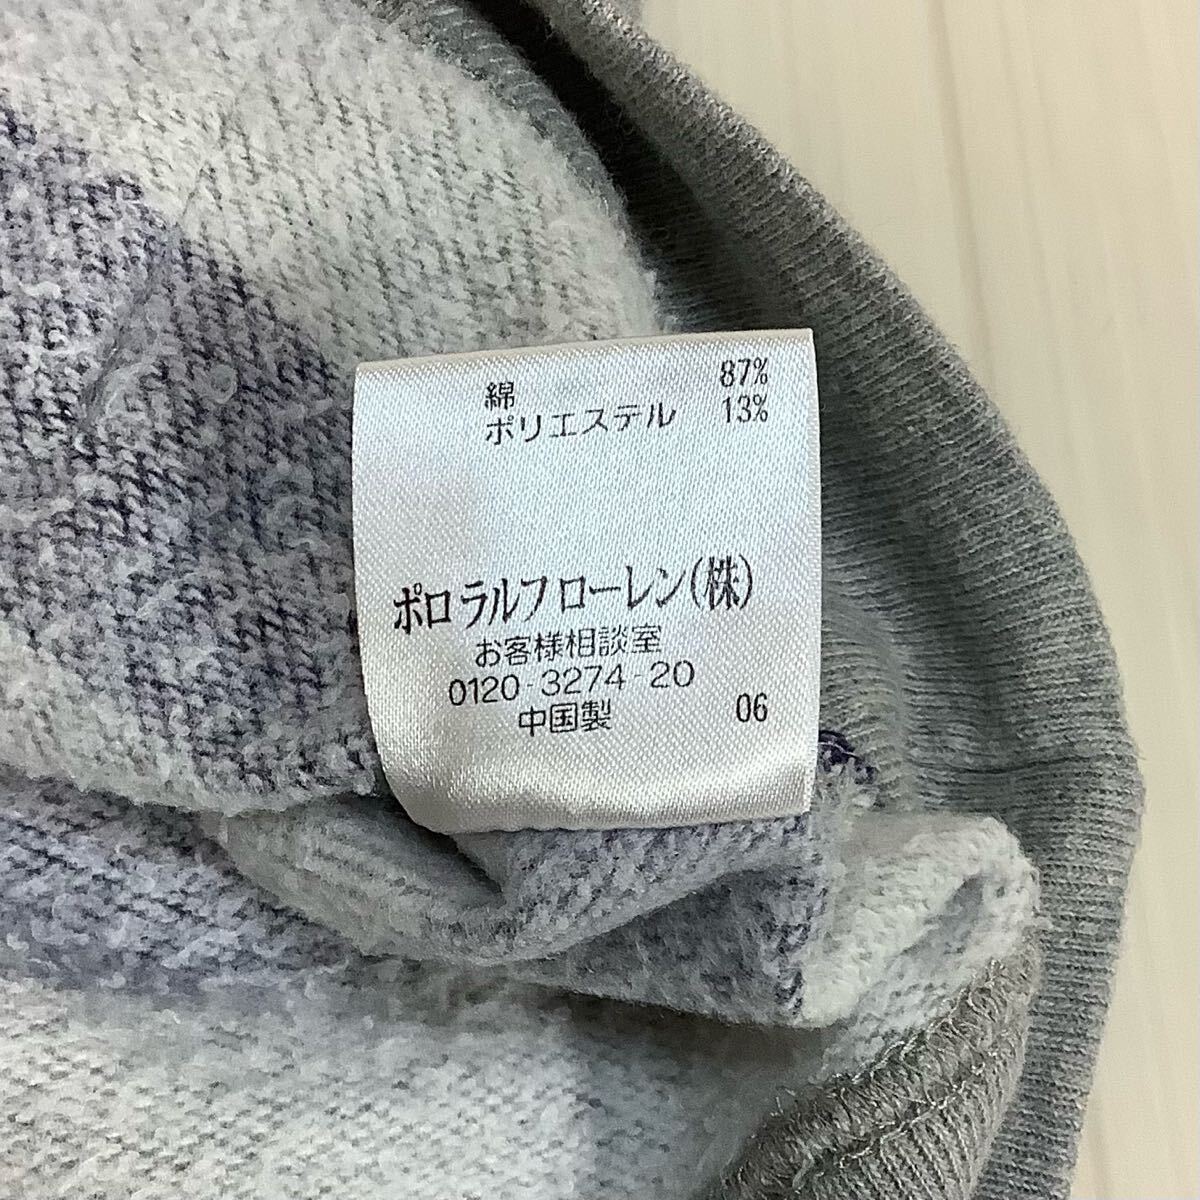 綿 87%
ポリエステル 13%
ポロ ラルフ ローレン(株)
お客様相談室
0120-3274-20
中国製 06